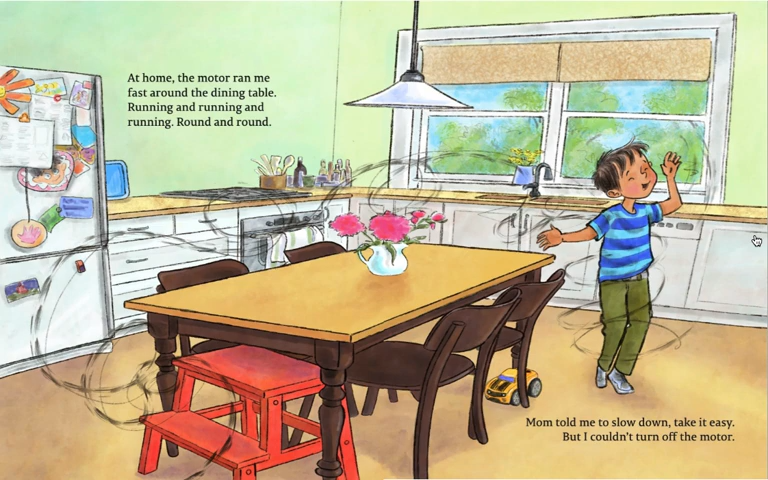 At home, the motor ran me
fast around the dining table.
Running and running and
running. Round and round.
Mom told me to slow down, take it easy.
But I couldn't turn off the motor.